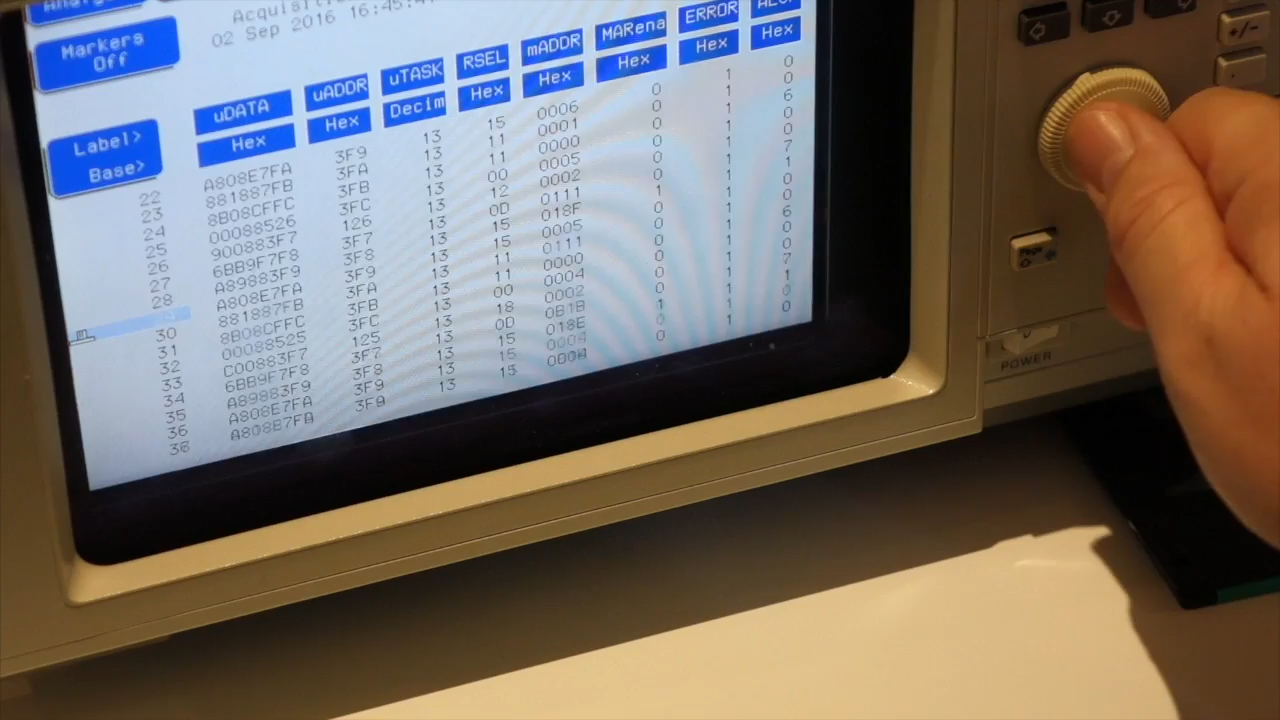 Markers
Off
Label>
Base>
Acquisiti
02 Sep 2016 16:45:4
uDATA uADDR uTASK RSEL mADDR MARena ERROR
Hex Hex Decim Hex Hex Hex Hex Hex
22 A808E7FA 3F9 13 15 0006 0 1 0
23 881887FB 3FA 13 11 0001 0 1 0
24 8B08CFFC 3FB 13 11 0000 0 1 6
25 00088526 3FC 13 00 0005 0 1 0
26 900883F7 126 13 12 0002 0 1 0
27 6BB9F7F8 3F7 13 0D 0111 0 1 7
28 A89883F9 3F8 13 15 018F 1 1 1
A808E7FA 3F9 13 15 0005 0 1 0
30 881887FB 3FA 13 11 0111 0 1 0
31 8B08CFFC 3FB 13 11 0000 0 1 6
32 00088525 3FC 13 00 0004 0 1 0
33 C00883F7 125 13 18 0002 0 1 0
34 6BB9F7F8 3F7 13 0D 0B1B 0 1 7
35 A89883F9 3F8 13 15 018E 1 1 1
36 A808E7FA 3F9 13 15 0004 0 1 0
13 15 0 1 0
POWER
Page
+/-